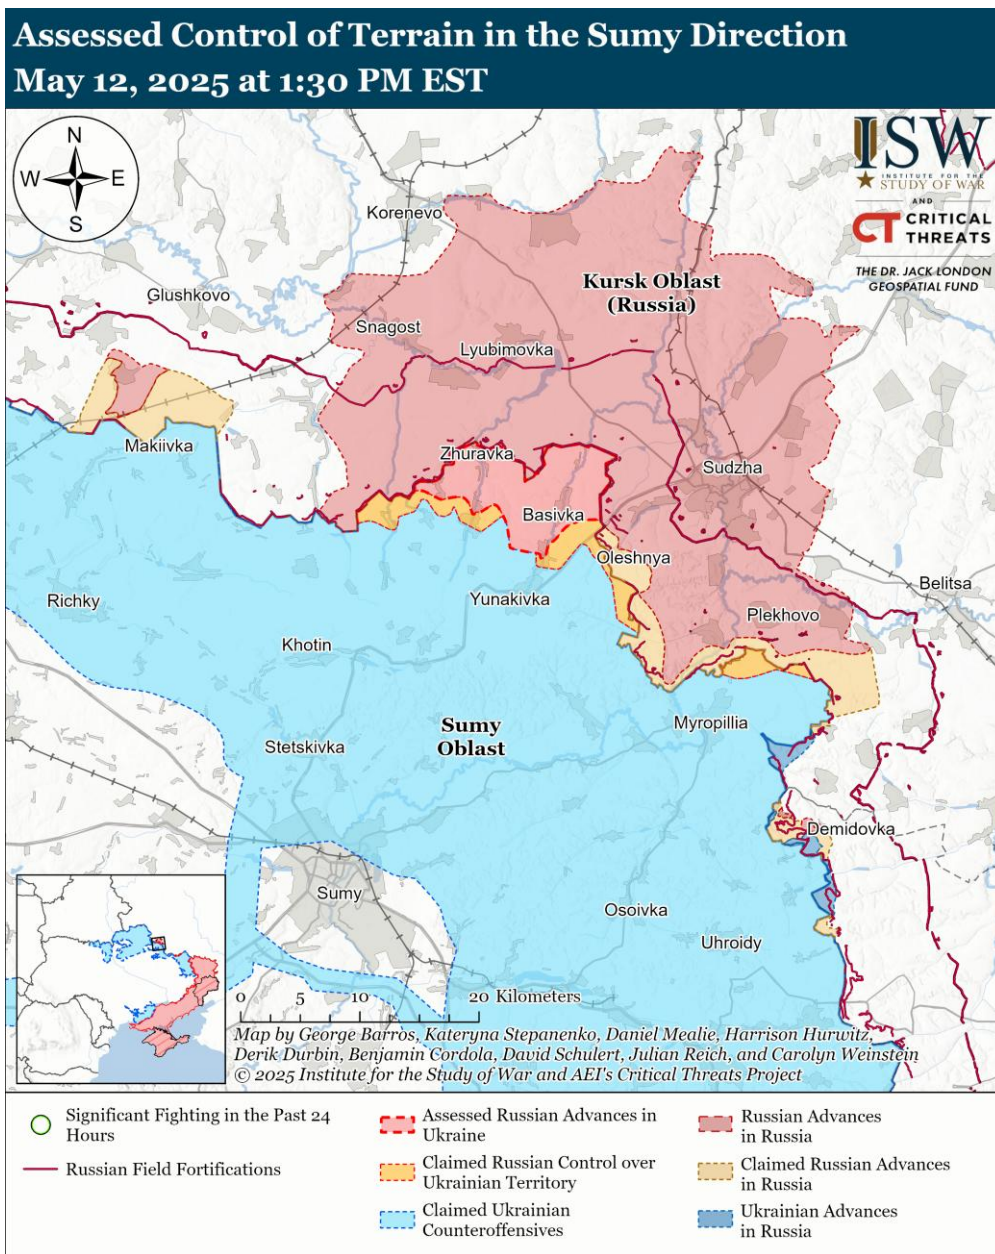 Assessed Control of Terrain in the Sumy Direction
May 12, 2025 at 1:30 PM EST
N
W E
S
ISW
INSTITUTE FOR THE
STUDY OF WAR
AND
CT CRITICAL
THREATS
THE DR. JACK LONDON
GEOSPATIAL FUND
Korenevo
Kursk Oblast
(Russia)
Glushkovo
Snagost
Lyubimovka
Makiivka
Zhuravka
Sudzha
Basivka
Oleshnya
Belitsa
Richky
Yunakivka
Plekhovo
Khotin
Myropillia
Sumy
Oblast
Stetskivka
Demidovka
Sumy
Osoivka
Uhroidy
0 5 10 20 Kilometers
Map by George Barros, Kateryna Stepanenko, Daniel Mealie, Harrison Hurwitz,
Derik Durbin, Benjamin Cordola, David Schulert, Julian Reich, and Carolyn Weinstein
© 2025 Institute for the Study of War and AEI's Critical Threats Project
Significant Fighting in the Past 24
Hours
Russian Field Fortifications
Assessed Russian Advances in
Ukraine
Claimed Russian Control over
Ukrainian Territory
Claimed Ukrainian
Counteroffensives
Russian Advances
in Russia
Claimed Russian Advances
in Russia
Ukrainian Advances
in Russia